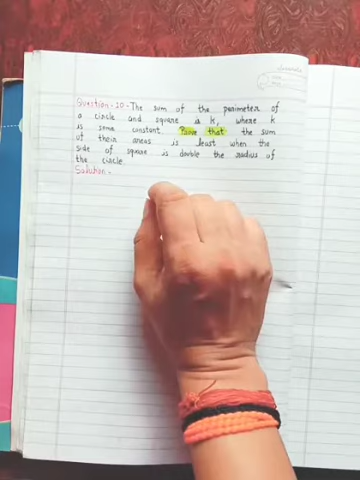 Question-10- The sum of the perimeter of
a circle and square is k, where k
is some constant. Prove that the sum
of their areas is least when the
side of square is double the radius of
the circle.
Solution-